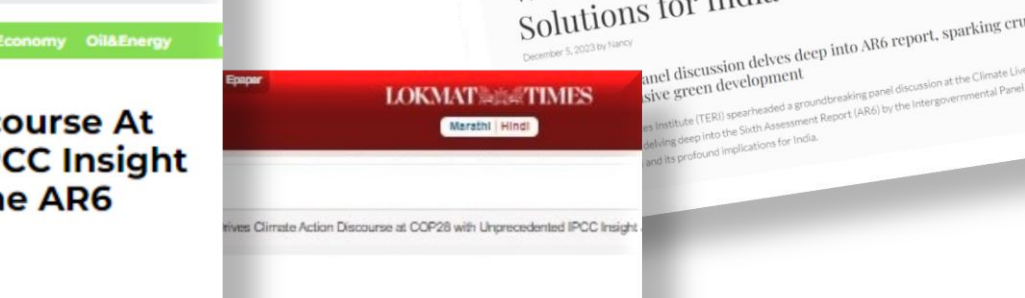 Economy Oil&Energy
ourse At
CC Insight
e AR6
Epaper
LOKMAT TIMES
Marathi | Hindi
rives Climate Action Discourse at COP28 with Unprecedented IPCC Insight
Solutions for India
December 5, 2023 by Nancy
anel discussion delves deep into AR6 report, sparking cru
sive green development
es Institute (TERI) spearheaded a groundbreaking panel discussion at the Climate Live
delving deep into the Sixth Assessment Report (AR6) by the Intergovernmental Panel
and its profound implications for India.